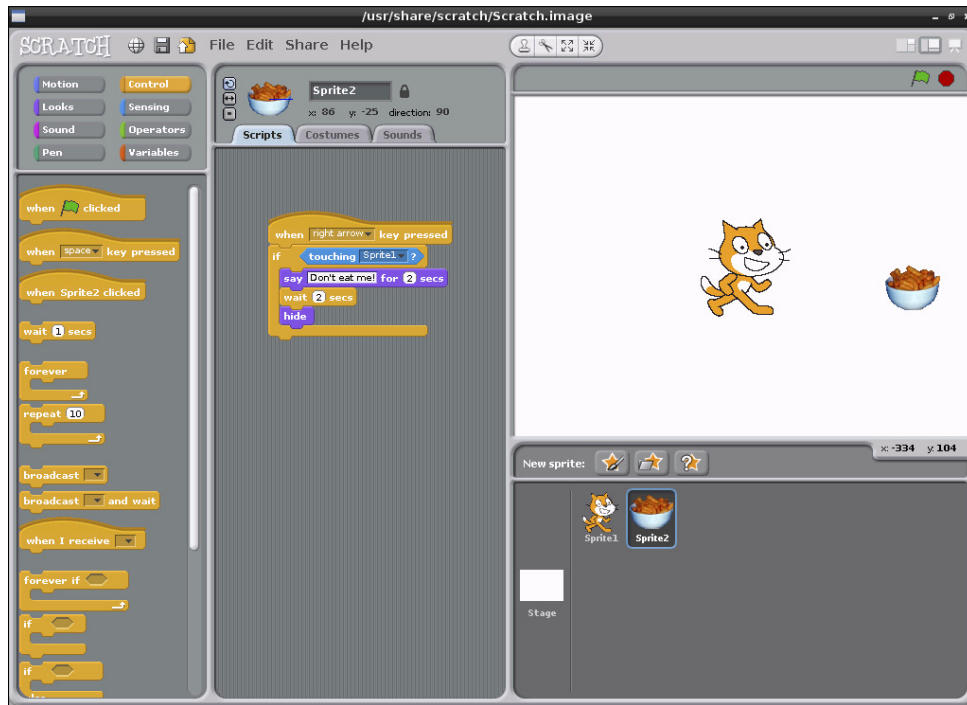 /usr/share/scratch/Scratch.image
SCRATCH File Edit Share Help
Motion Control
Looks Sensing
Sound Operators
Pen Variables
when clicked
when space key pressed
when Sprite2 clicked
wait 1 secs
forever
repeat 10
broadcast
broadcast and wait
when I receive
forever if
if
if
else
Sprite2
x: 86 y: -25 direction: 90
Scripts Costumes Sounds
when right arrow key pressed
if touching Sprite1 ?
say Don't eat me! for 2 secs
wait 2 secs
hide
x: -334 y: 104
New sprite:
Sprite1 Sprite2
Stage